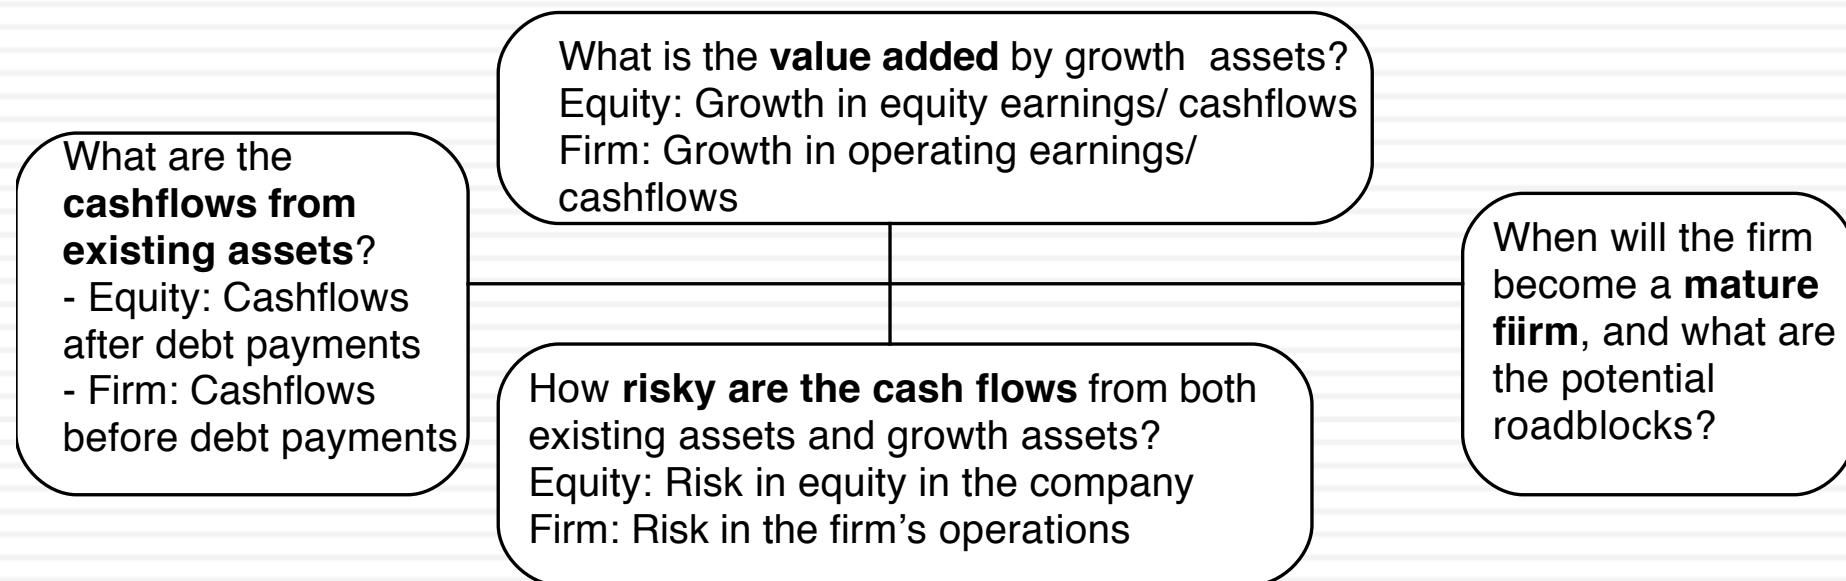 What is the value added by growth  assets?
Equity: Growth in equity earnings/ cashflows
Firm: Growth in operating earnings/
cashflows
What are the
cashflows from
existing assets?
- Equity: Cashflows
after debt payments
- Firm: Cashflows
before debt payments
When will the firm
become a mature
fiirm, and what are
the potential
roadblocks?
How risky are the cash flows from both
existing assets and growth assets?
Equity: Risk in equity in the company
Firm: Risk in the firm’s operations